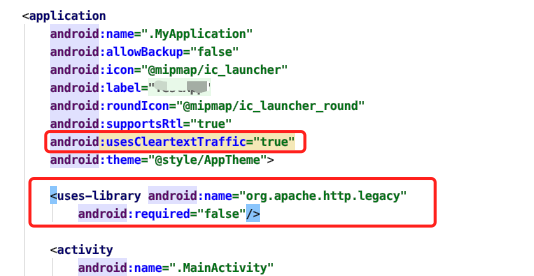 <application
android:name=".MyApplication"
android:allowBackup="false"
android:icon="@mipmap/ic_launcher"
android:label="
android:roundIcon="@mipmap/ic_launcher_round"
android:supportsRtl="true"
android:usesCleartextTraffic="true"
android:theme="@style/AppTheme">
<uses-library android:name="org.apache.http.legacy"
android:required="false"/>
<activity
android:name=".MainActivity"